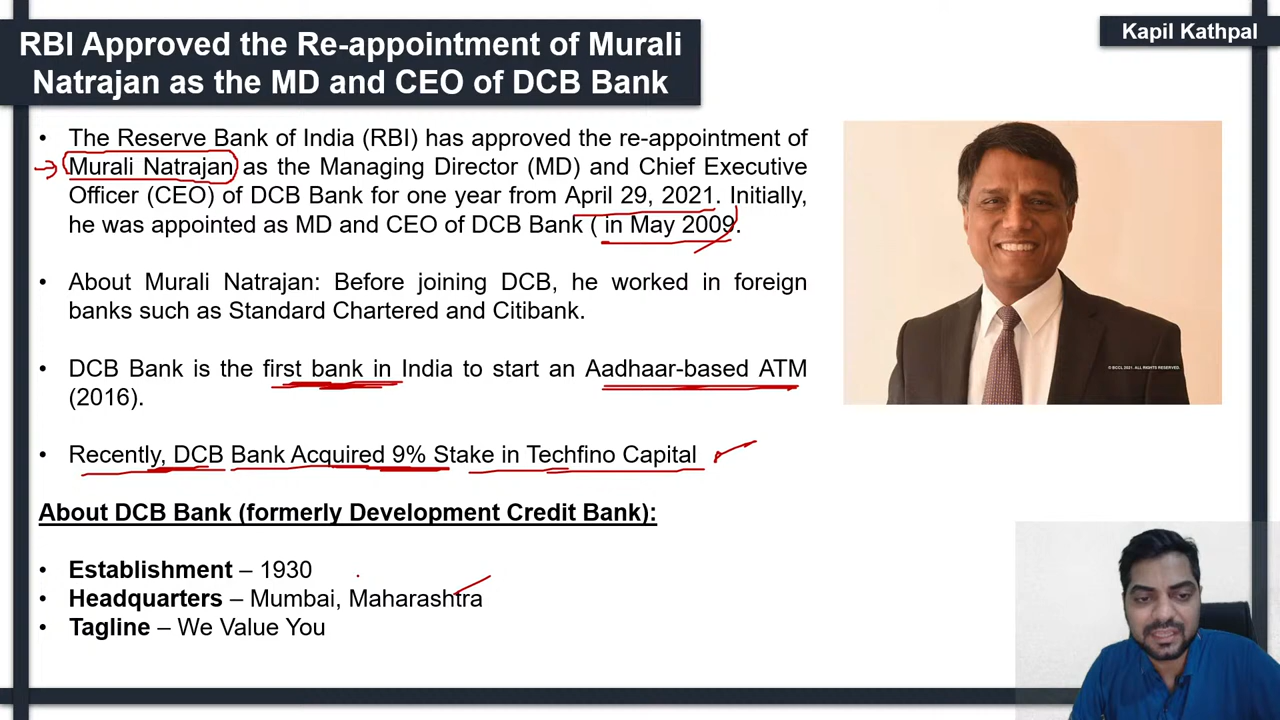 RBI Approved the Re-appointment of Murali
Natrajan as the MD and CEO of DCB Bank
Kapil Kathpal
• The Reserve Bank of India (RBI) has approved the re-appointment of
Murali Natrajan as the Managing Director (MD) and Chief Executive
Officer (CEO) of DCB Bank for one year from April 29, 2021. Initially,
he was appointed as MD and CEO of DCB Bank ( in May 2009.
• About Murali Natrajan: Before joining DCB, he worked in foreign
banks such as Standard Chartered and Citibank.
• DCB Bank is the first bank in India to start an Aadhaar-based ATM
(2016).
• Recently, DCB Bank Acquired 9% Stake in Techfino Capital
About DCB Bank (formerly Development Credit Bank):
• Establishment – 1930
• Headquarters – Mumbai, Maharashtra
• Tagline – We Value You
© BCCL 2021. ALL RIGHTS RESERVED.